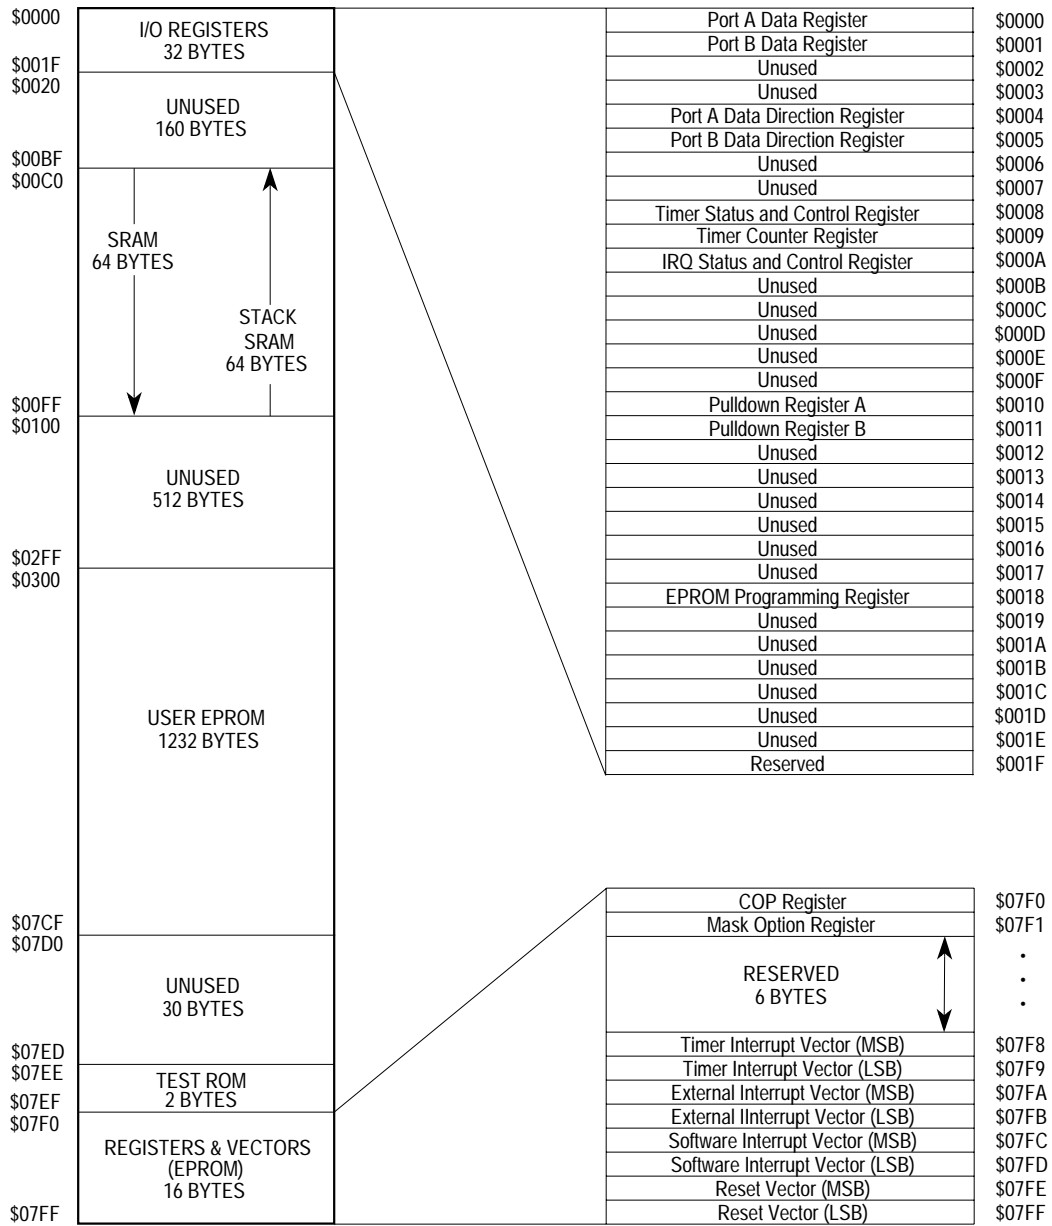 $0000
I/O REGISTERS
32 BYTES
$001F
$0020
UNUSED
160 BYTES
$00BF
$00C0
SRAM
64 BYTES
STACK
SRAM
64 BYTES
$00FF
$0100
UNUSED
512 BYTES
$02FF
$0300
USER EPROM
1232 BYTES
$07CF
$07D0
UNUSED
30 BYTES
$07ED
$07EE
TEST ROM
2 BYTES
$07EF
$07F0
REGISTERS & VECTORS
(EPROM)
16 BYTES
$07FF
Port A Data Register $0000
Port B Data Register $0001
Unused $0002
Unused $0003
Port A Data Direction Register $0004
Port B Data Direction Register $0005
Unused $0006
Unused $0007
Timer Status and Control Register $0008
Timer Counter Register $0009
IRQ Status and Control Register $000A
Unused $000B
Unused $000C
Unused $000D
Unused $000E
Unused $000F
Pulldown Register A $0010
Pulldown Register B $0011
Unused $0012
Unused $0013
Unused $0014
Unused $0015
Unused $0016
Unused $0017
EPROM Programming Register $0018
Unused $0019
Unused $001A
Unused $001B
Unused $001C
Unused $001D
Unused $001E
Reserved $001F
COP Register $07F0
Mask Option Register $07F1
RESERVED
6 BYTES
Timer Interrupt Vector (MSB) $07F8
Timer Interrupt Vector (LSB) $07F9
External Interrupt Vector (MSB) $07FA
External IInterrupt Vector (LSB) $07FB
Software Interrupt Vector (MSB) $07FC
Software Interrupt Vector (LSB) $07FD
Reset Vector (MSB) $07FE
Reset Vector (LSB) $07FF